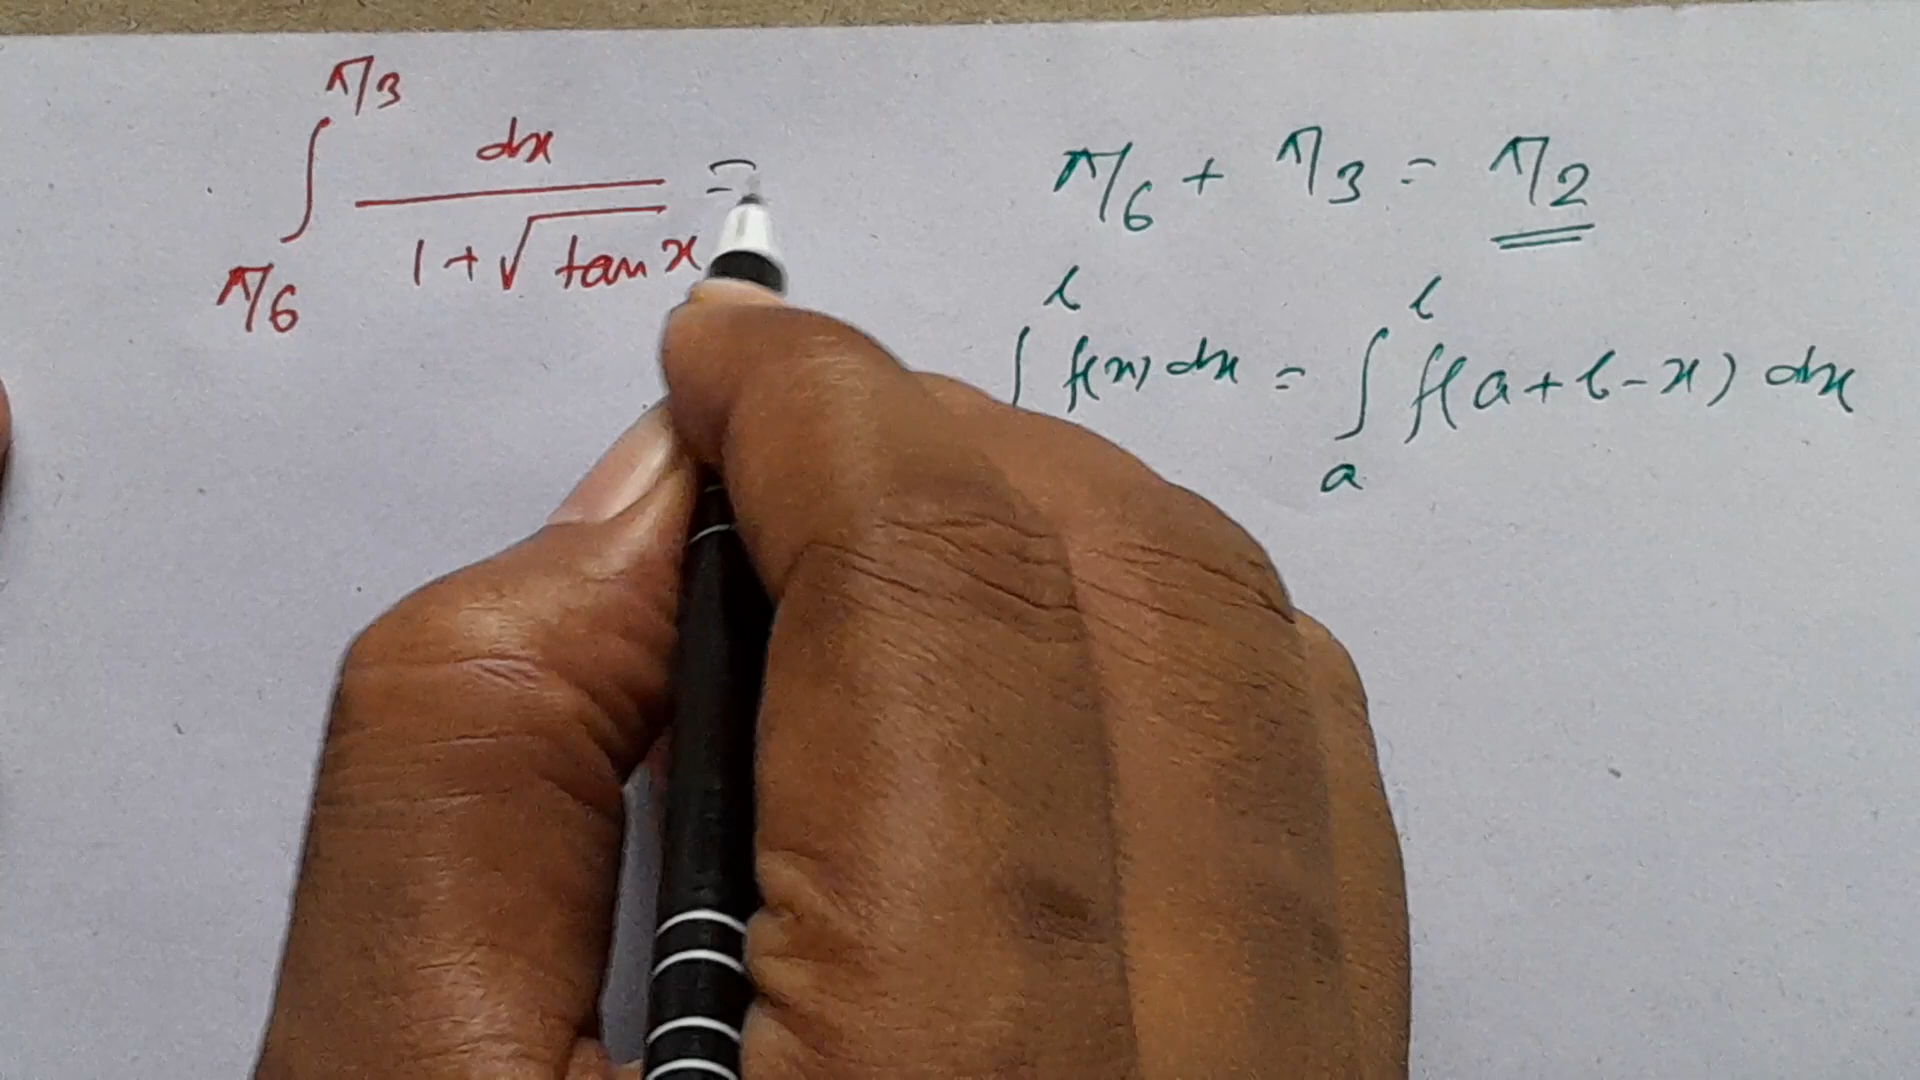 ∫_{π/6}^{π/3} dx / (1 + √tan x) =
π/6 + π/3 = π/2
∫^{b} f(x) dx = ∫_{a}^{b} f(a+b-x) dx